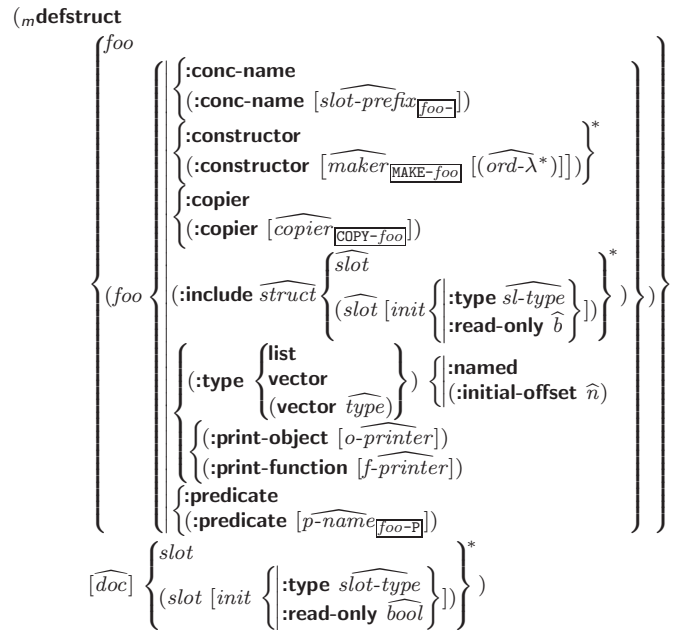 (mdefstruct
foo
:conc-name
(:conc-name [slot-prefix foo-])
:constructor
(:constructor [maker MAKE-foo [(ord-λ*)]])*
:copier
(:copier [copier COPY-foo])
(foo
(:include struct slot
(slot [init :type sl-type
:read-only b])*)
(:type list
vector
(vector type)) :named
(:initial-offset n)
(:print-object [o-printer])
(:print-function [f-printer])
:predicate
(:predicate [p-name foo-P])
)
[doc] slot
(slot [init :type slot-type
:read-only bool])*)